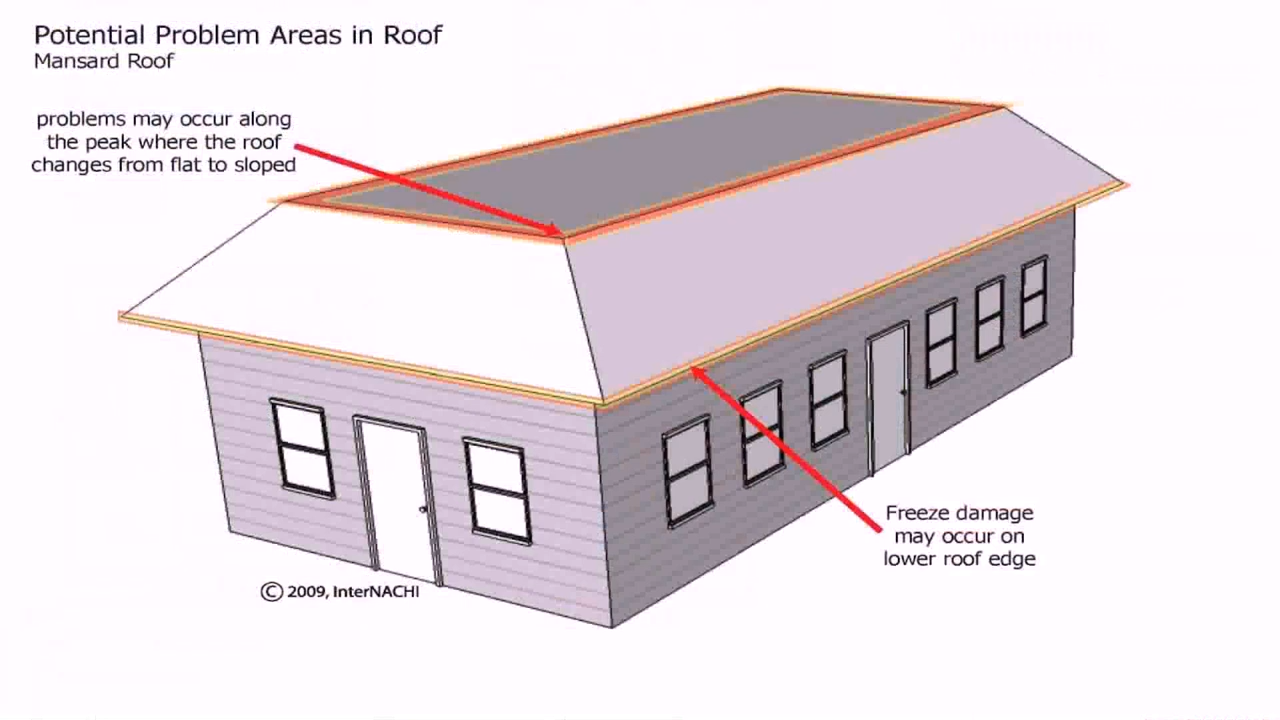 Potential Problem Areas in Roof
Mansard Roof
problems may occur along
the peak where the roof
changes from flat to sloped
Freeze damage
may occur on
lower roof edge
© 2009, InterNACHI